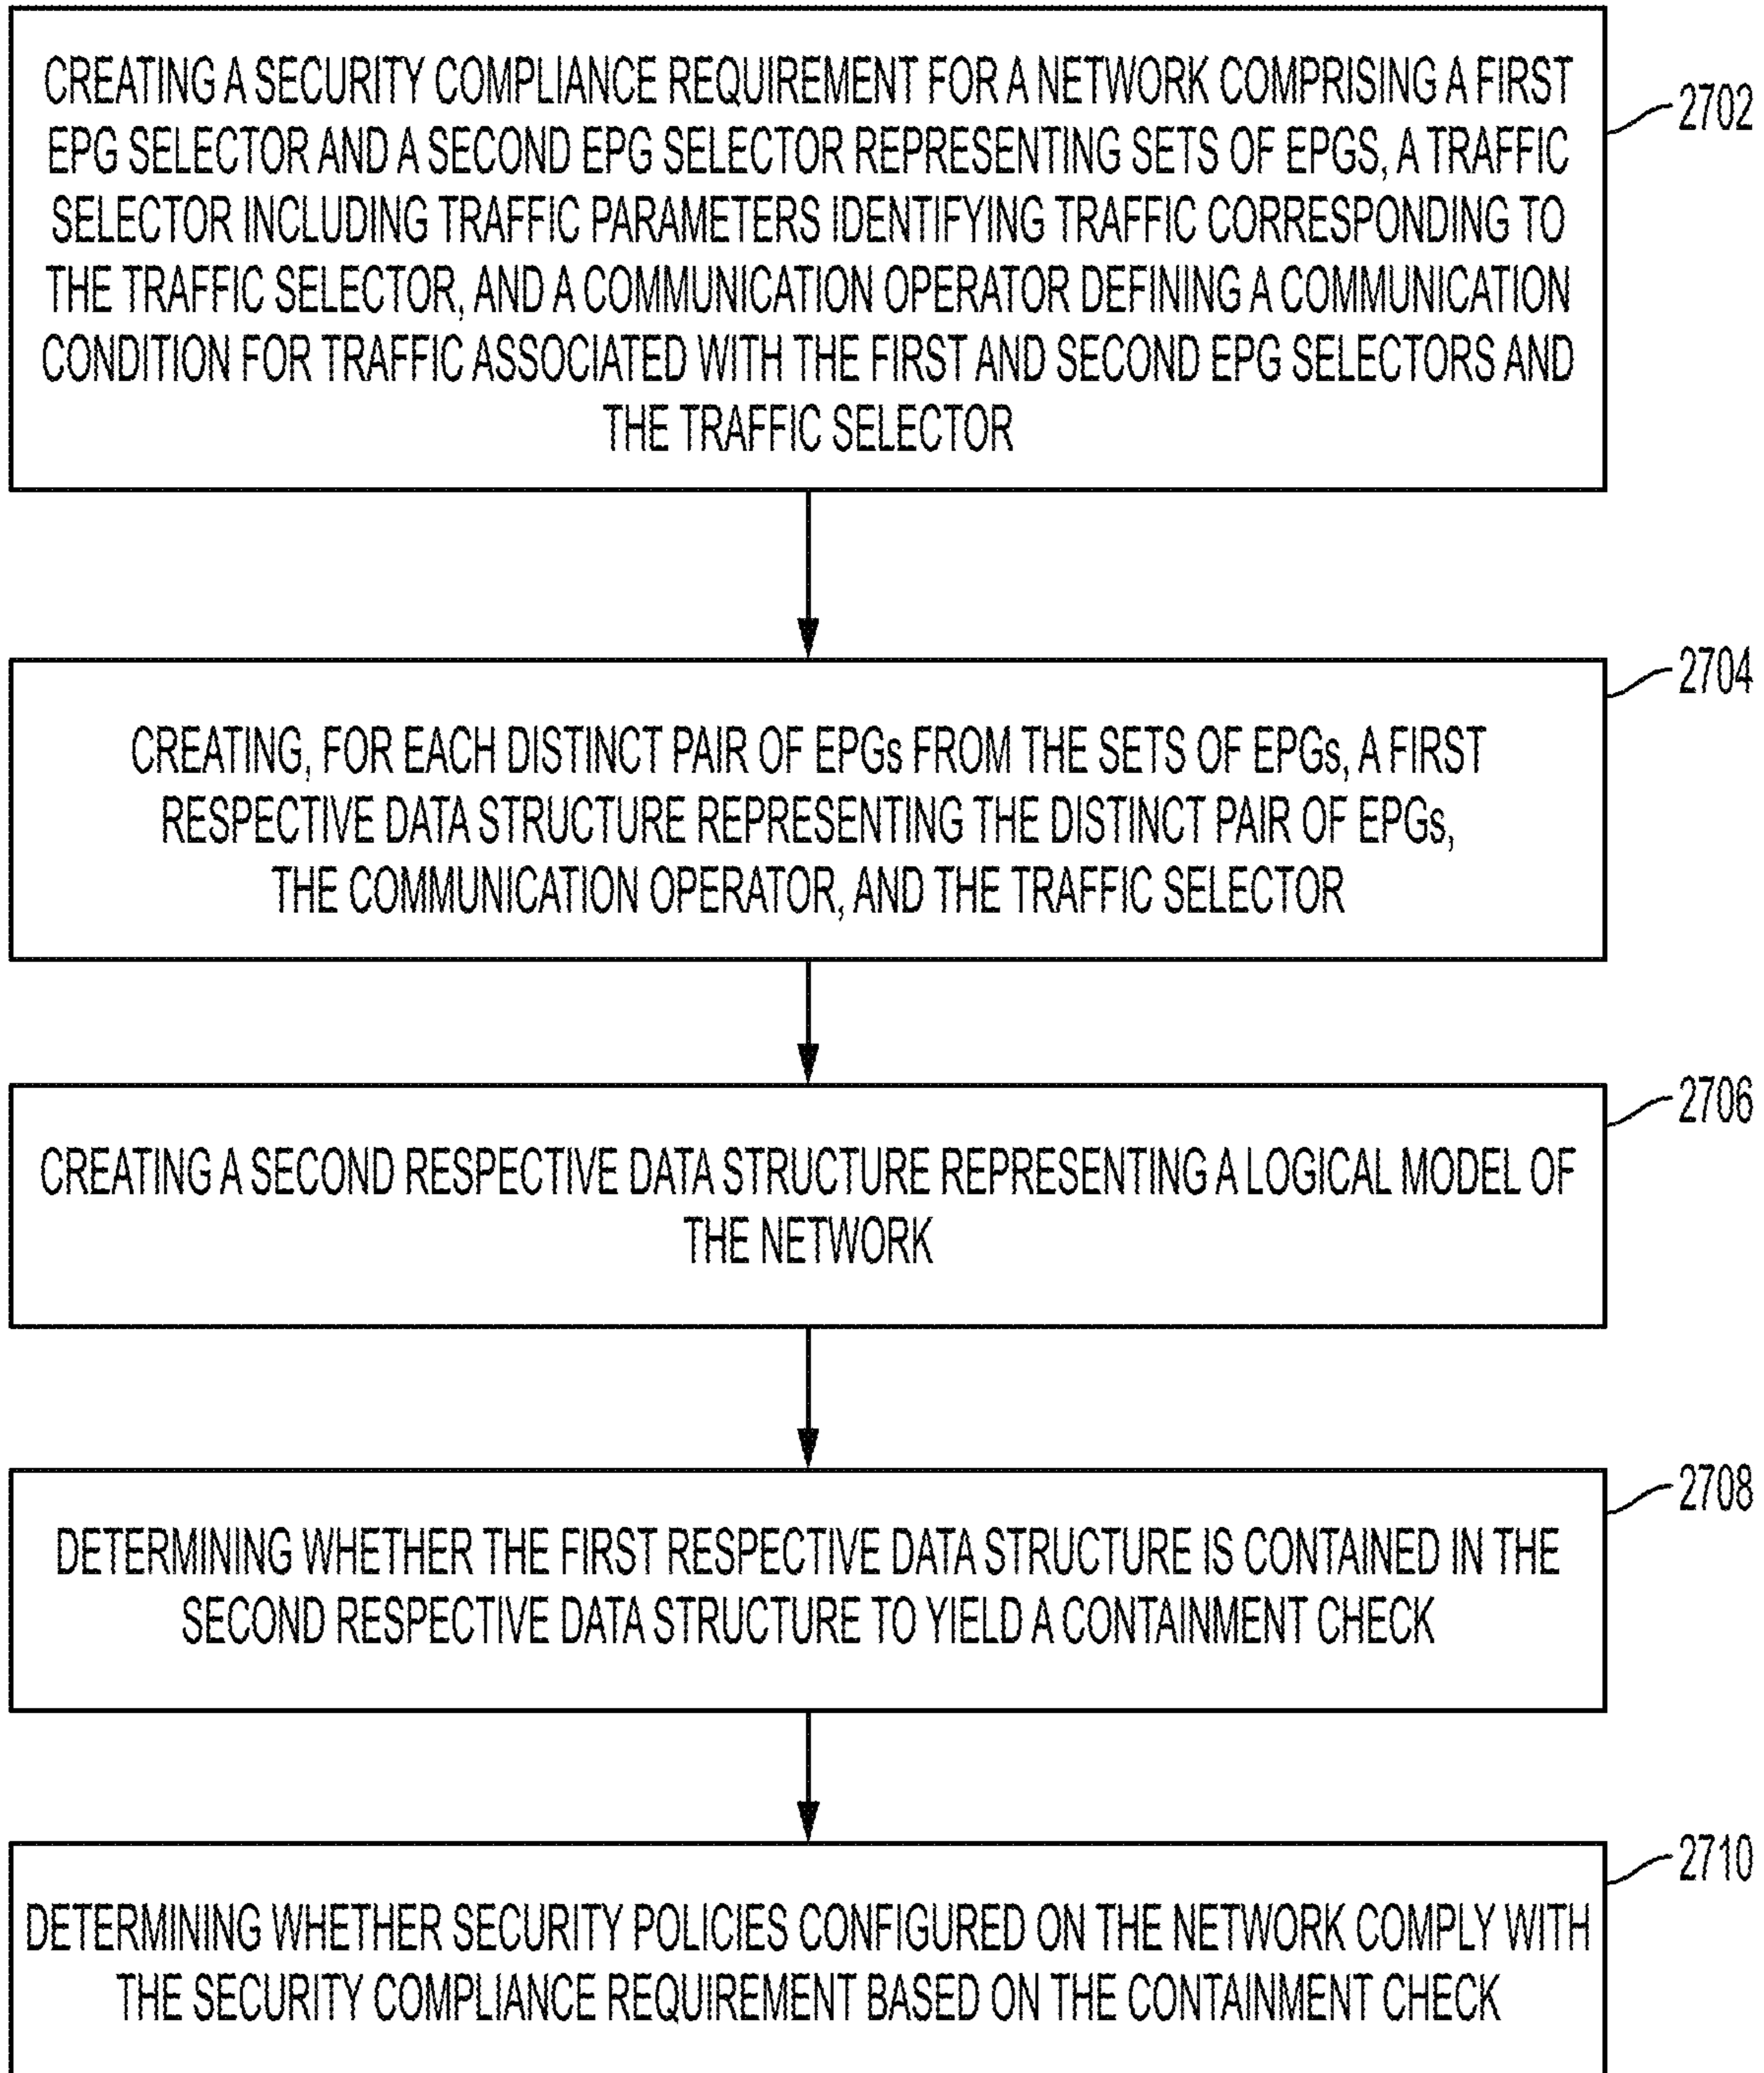 CREATING A SECURITY COMPLIANCE REQUIREMENT FOR A NETWORK COMPRISING A FIRST
EPG SELECTOR AND A SECOND EPG SELECTOR REPRESENTING SETS OF EPGS, A TRAFFIC
SELECTOR INCLUDING TRAFFIC PARAMETERS IDENTIFYING TRAFFIC CORRESPONDING TO
THE TRAFFIC SELECTOR, AND A COMMUNICATION OPERATOR DEFINING A COMMUNICATION
CONDITION FOR TRAFFIC ASSOCIATED WITH THE FIRST AND SECOND EPG SELECTORS AND
THE TRAFFIC SELECTOR
2702
CREATING, FOR EACH DISTINCT PAIR OF EPGs FROM THE SETS OF EPGs, A FIRST
RESPECTIVE DATA STRUCTURE REPRESENTING THE DISTINCT PAIR OF EPGs,
THE COMMUNICATION OPERATOR, AND THE TRAFFIC SELECTOR
2704
CREATING A SECOND RESPECTIVE DATA STRUCTURE REPRESENTING A LOGICAL MODEL OF
THE NETWORK
2706
DETERMINING WHETHER THE FIRST RESPECTIVE DATA STRUCTURE IS CONTAINED IN THE
SECOND RESPECTIVE DATA STRUCTURE TO YIELD A CONTAINMENT CHECK
2708
DETERMINING WHETHER SECURITY POLICIES CONFIGURED ON THE NETWORK COMPLY WITH
THE SECURITY COMPLIANCE REQUIREMENT BASED ON THE CONTAINMENT CHECK
2710